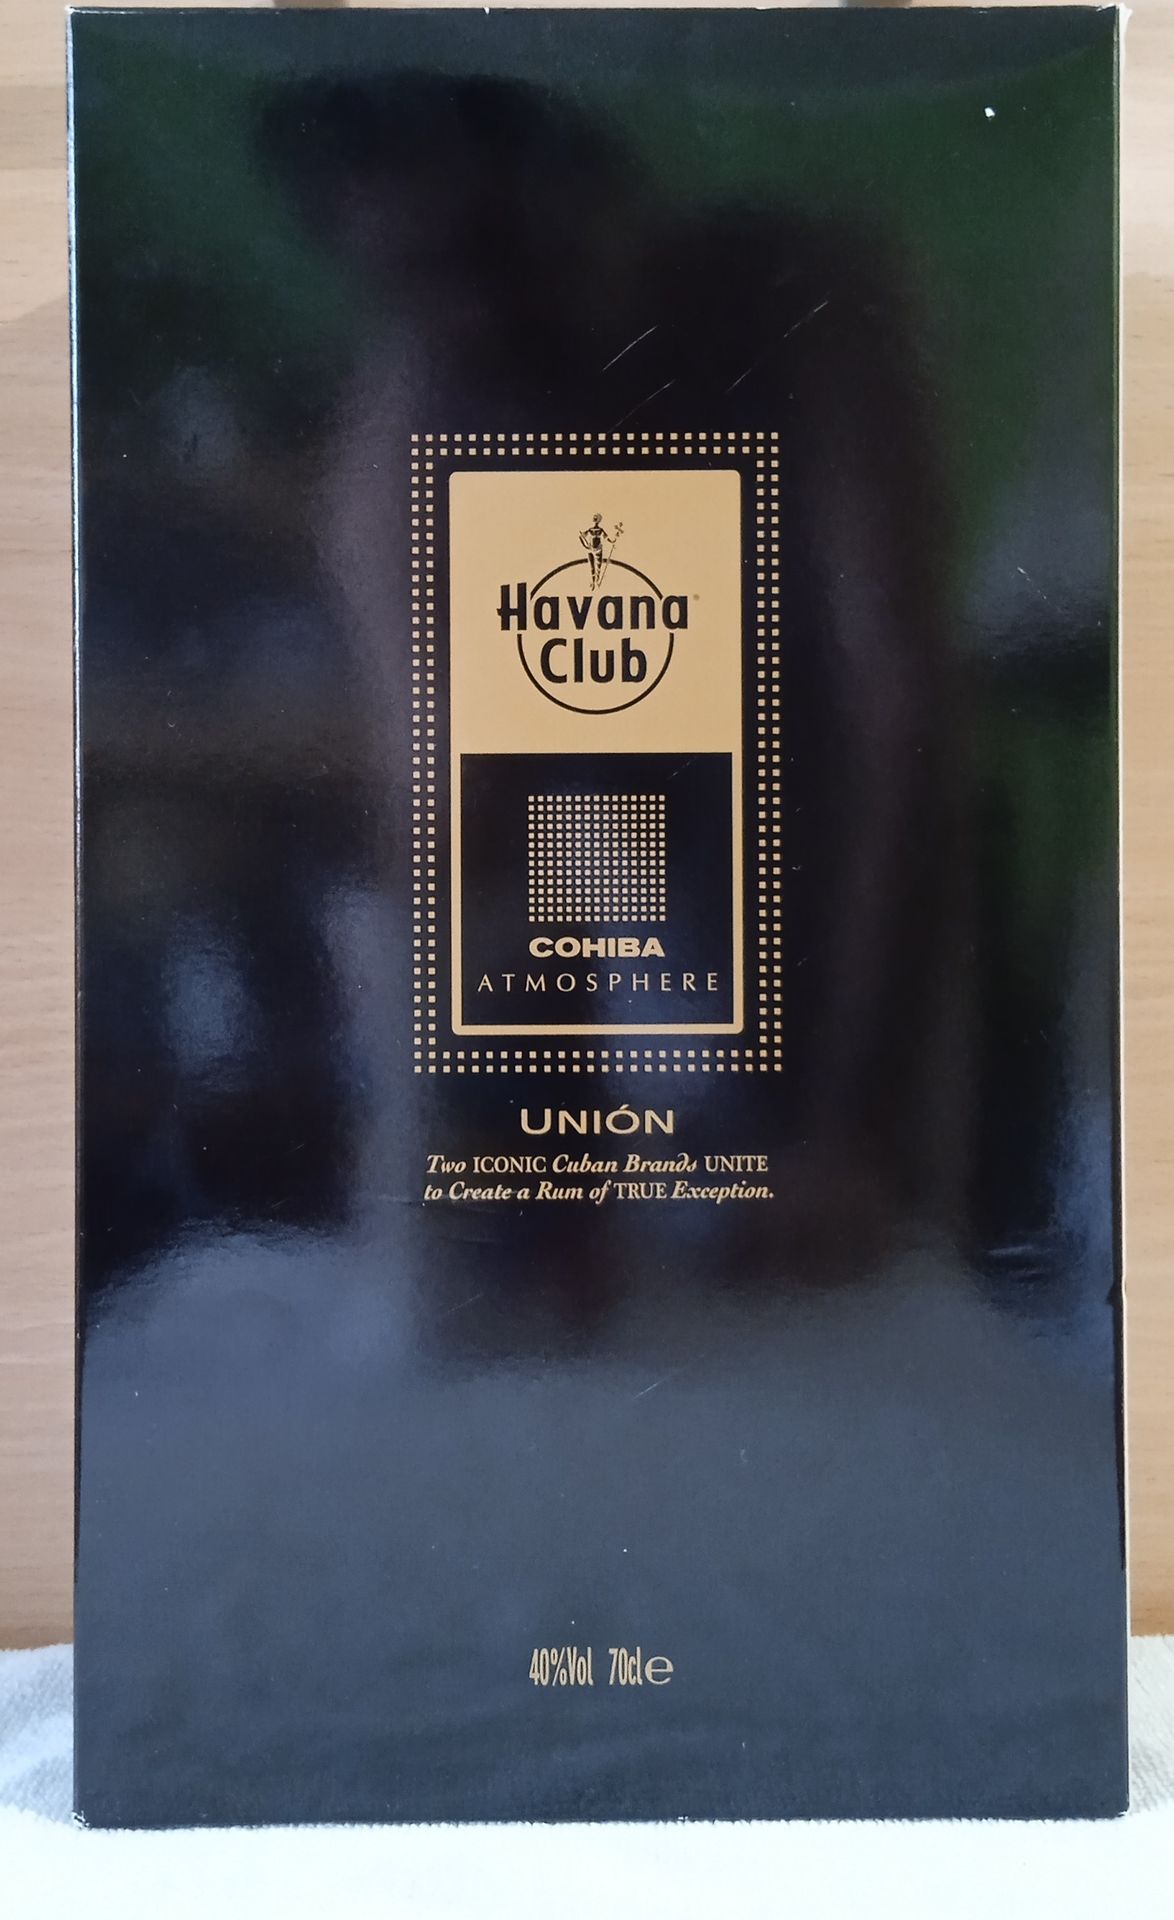 Havana
Club
COHIBA
ATMOSPHERE
UNIÓN
Two ICONIC Cuban Brands UNITE
to Create a Rum of TRUE Exception.
40%Vol 70cl e